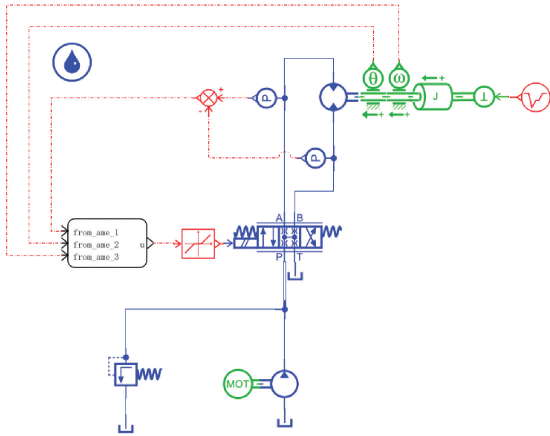 θ ω
+ P
+
-
J
⊥
+ +
P
A B
from_ame_1
from_ame_2 u
from_ame_3
P T
MOT